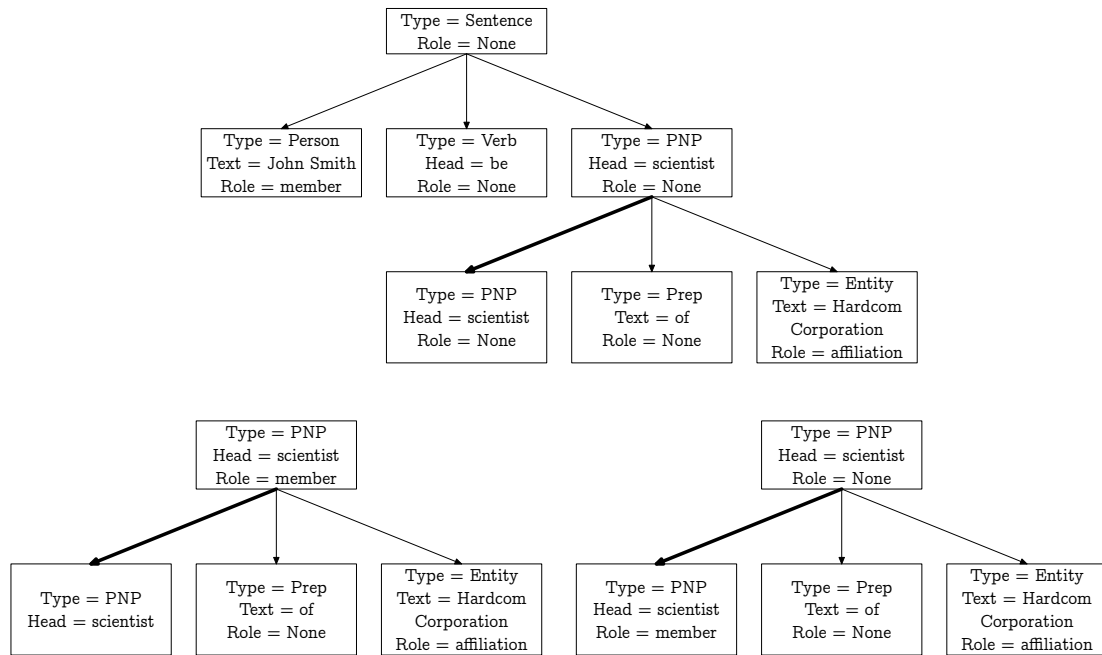 Type = Sentence
Role = None
Type = Person
Text = John Smith
Role = member
Type = Verb
Head = be
Role = None
Type = PNP
Head = scientist
Role = None
Type = PNP
Head = scientist
Role = None
Type = Prep
Text = of
Role = None
Type = Entity
Text = Hardcom
Corporation
Role = affiliation
Type = PNP
Head = scientist
Role = member
Type = PNP
Head = scientist
Type = Prep
Text = of
Role = None
Type = Entity
Text = Hardcom
Corporation
Role = affiliation
Type = PNP
Head = scientist
Role = None
Type = PNP
Head = scientist
Role = member
Type = Prep
Text = of
Role = None
Type = Entity
Text = Hardcom
Corporation
Role = affiliation